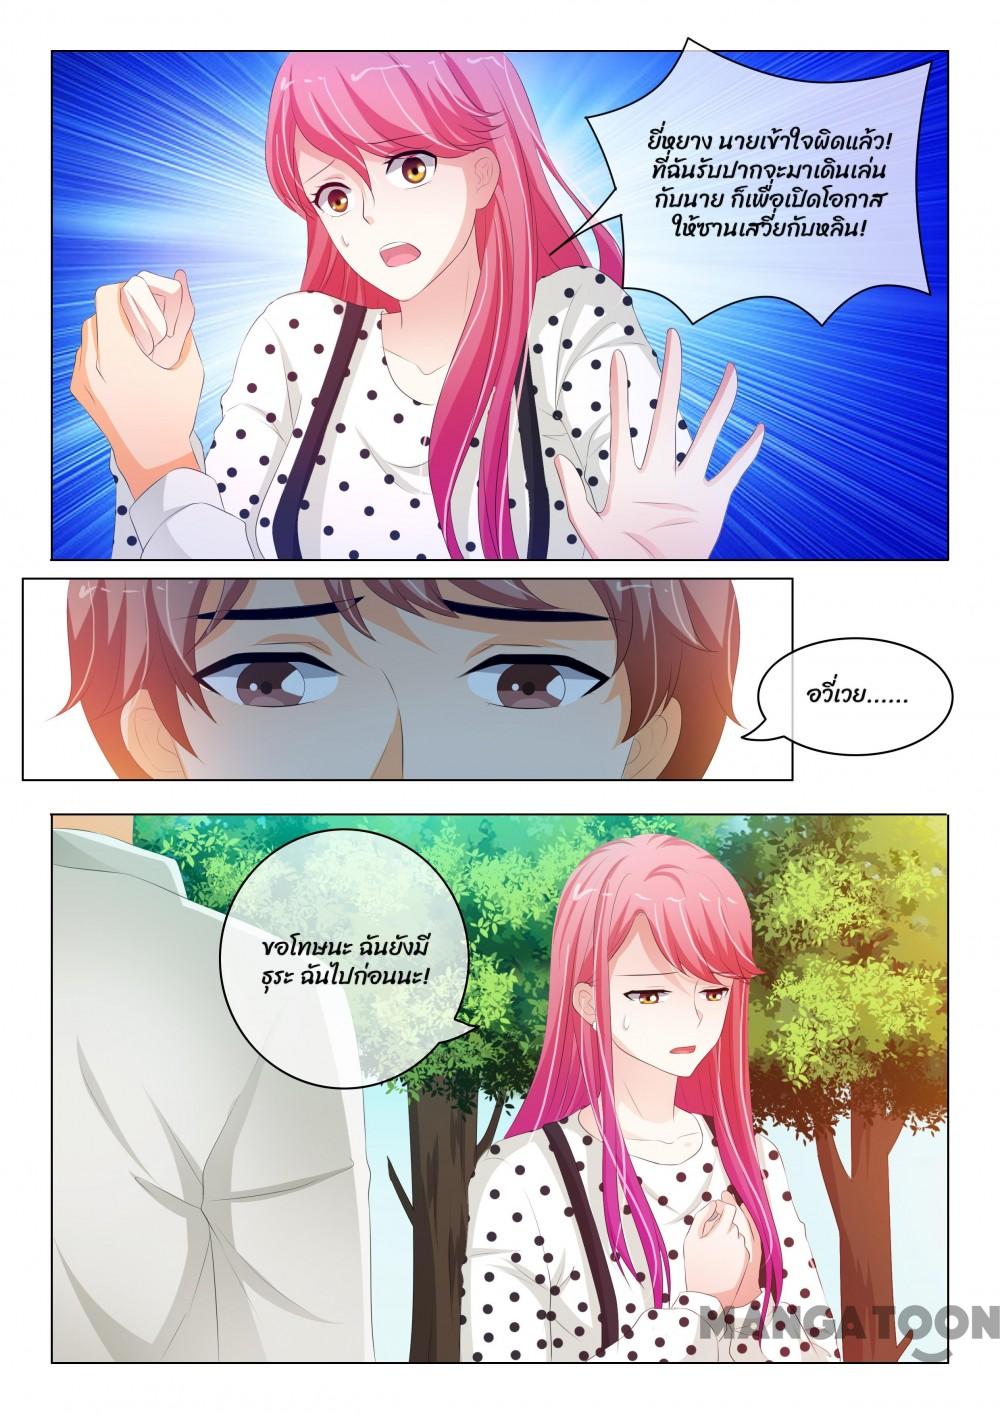 ยี่หยาง นายเข้าใจผิดแล้ว!
ที่ฉันรับปากจะมาเดินเล่น
กับนาย ก็เพื่อเปิดโอกาส
ให้ซานเสวี่ยกับหลิน!
อวี่เวย......
ขอโทษนะ ฉันยังมี
ธุระ ฉันไปก่อนนะ!
MANGATOON